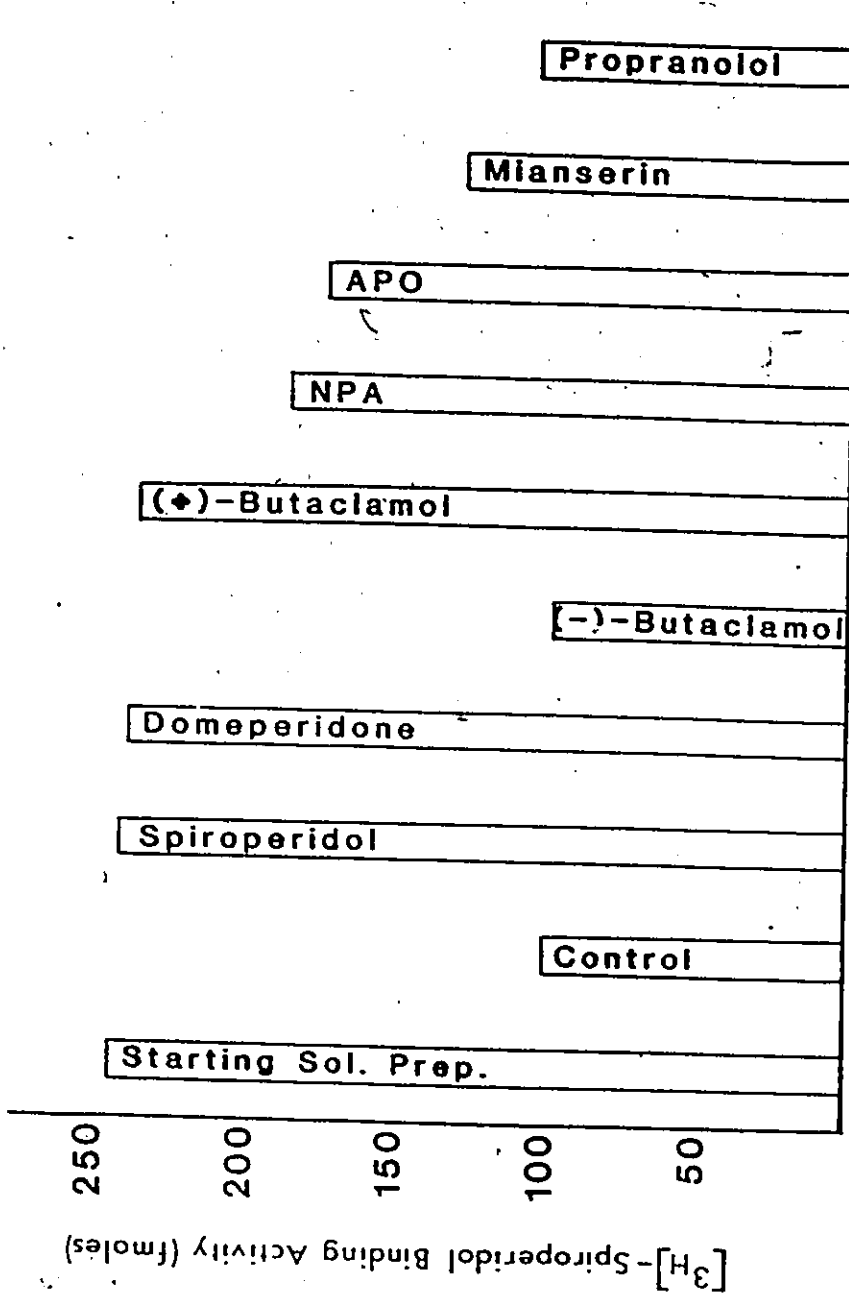 Propranolol
Mianserin
APO
NPA
(+)-Butaclamol
(-)-Butaclamol
Domeperidone
Spiroperidol
Control
Starting Sol. Prep.
250
200
150
100
50
[³H]-Spiroperidol Binding Activity (fmoles)